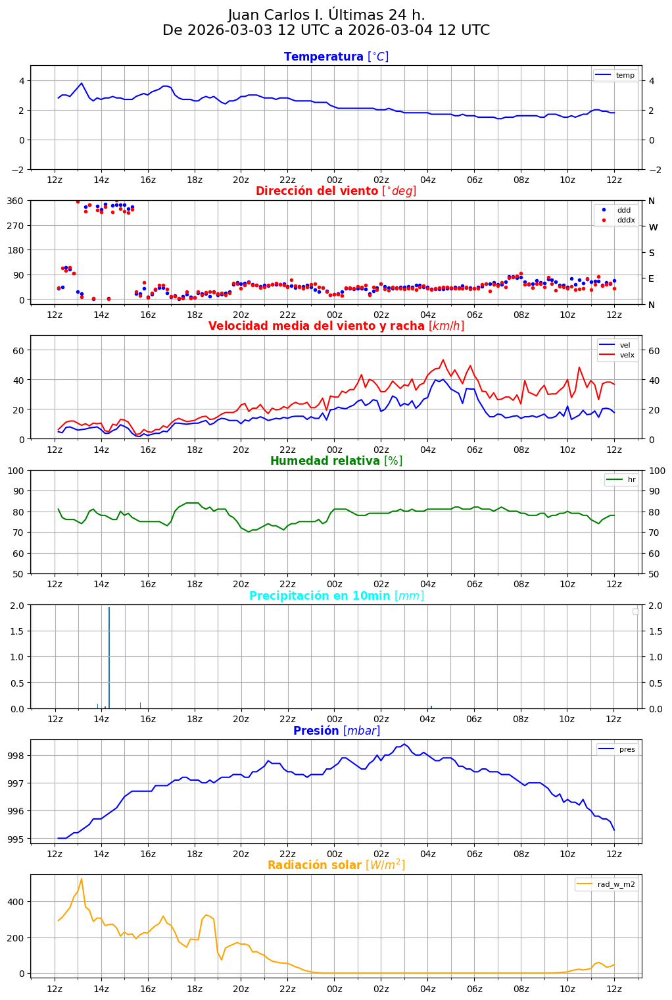 Juan Carlos I. Últimas 24 h.
De 2026-03-03 12 UTC a 2026-03-04 12 UTC
Temperatura [°C]
temp
4 4
2 2
0 0
−2 −2
12z 14z 16z 18z 20z 22z 00z 02z 04z 06z 08z 10z 12z
Dirección del viento [°deg]
ddd
dddx
360 N
270 W
180 S
90 E
0 N
12z 14z 16z 18z 20z 22z 00z 02z 04z 06z 08z 10z 12z
Velocidad media del viento y racha [km/h]
vel
velx
60 60
40 40
20 20
0 0
12z 14z 16z 18z 20z 22z 00z 02z 04z 06z 08z 10z 12z
Humedad relativa [%]
hr
100 100
90 90
80 80
70 70
60 60
50 50
12z 14z 16z 18z 20z 22z 00z 02z 04z 06z 08z 10z 12z
Precipitación en 10min [mm]
2.0 2.0
1.5 1.5
1.0 1.0
0.5 0.5
0.0 0.0
12z 14z 16z 18z 20z 22z 00z 02z 04z 06z 08z 10z 12z
Presión [mbar]
pres
998
997
996
995
12z 14z 16z 18z 20z 22z 00z 02z 04z 06z 08z 10z 12z
Radiación solar [W/m²]
rad_w_m2
400
200
0
12z 14z 16z 18z 20z 22z 00z 02z 04z 06z 08z 10z 12z